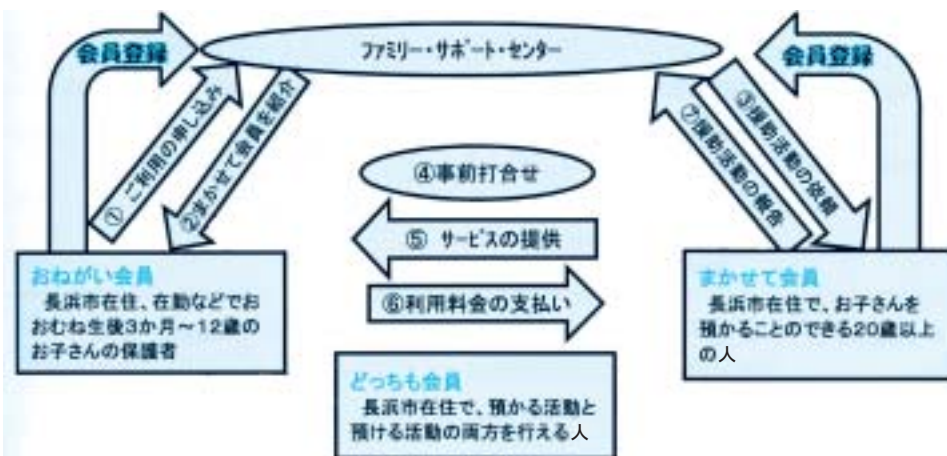 ファミリー・サポート・センター
会員登録
会員登録
① ご利用の申し込み
②まかせて会員を紹介
③援助活動の依頼
⑦援助活動の報告
④事前打合せ
⑤ サービスの提供
⑥利用料金の支払い
おねがい会員
長浜市在住、在勤などでお
おむね生後3か月～12歳の
お子さんの保護者
まかせて会員
長浜市在住で、お子さんを
預かることのできる20歳以上
の人
どっちも会員
長浜市在住で、預かる活動と
預ける活動の両方を行える人